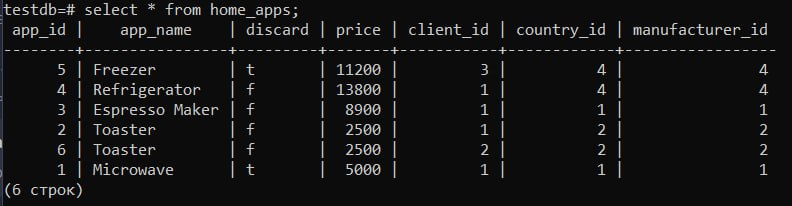 testdb=# select * from home_apps;
 app_id |    app_name    | discard | price | client_id | country_id | manufacturer_id
--------+----------------+---------+-------+-----------+------------+-----------------
      5 | Freezer        | t       | 11200 |         3 |          4 |               4
      4 | Refrigerator   | f       | 13800 |         1 |          4 |               4
      3 | Espresso Maker | f       |  8900 |         1 |          1 |               1
      2 | Toaster        | f       |  2500 |         1 |          2 |               2
      6 | Toaster        | f       |  2500 |         2 |          2 |               2
      1 | Microwave      | t       |  5000 |         1 |          1 |               1
(6 строк)